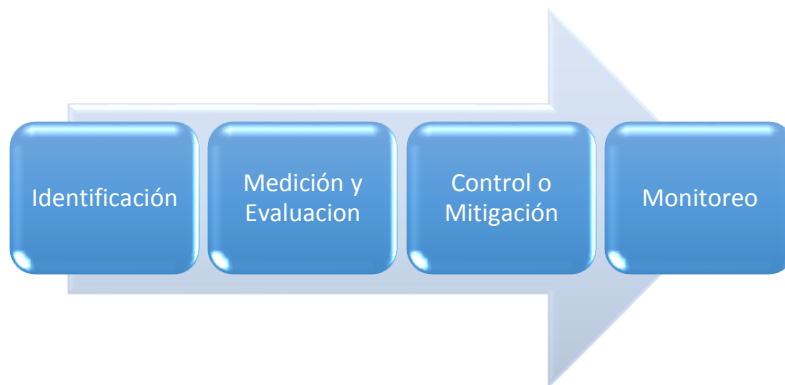 Identificación
Medición y
Evaluacion
Control o
Mitigación
Monitoreo